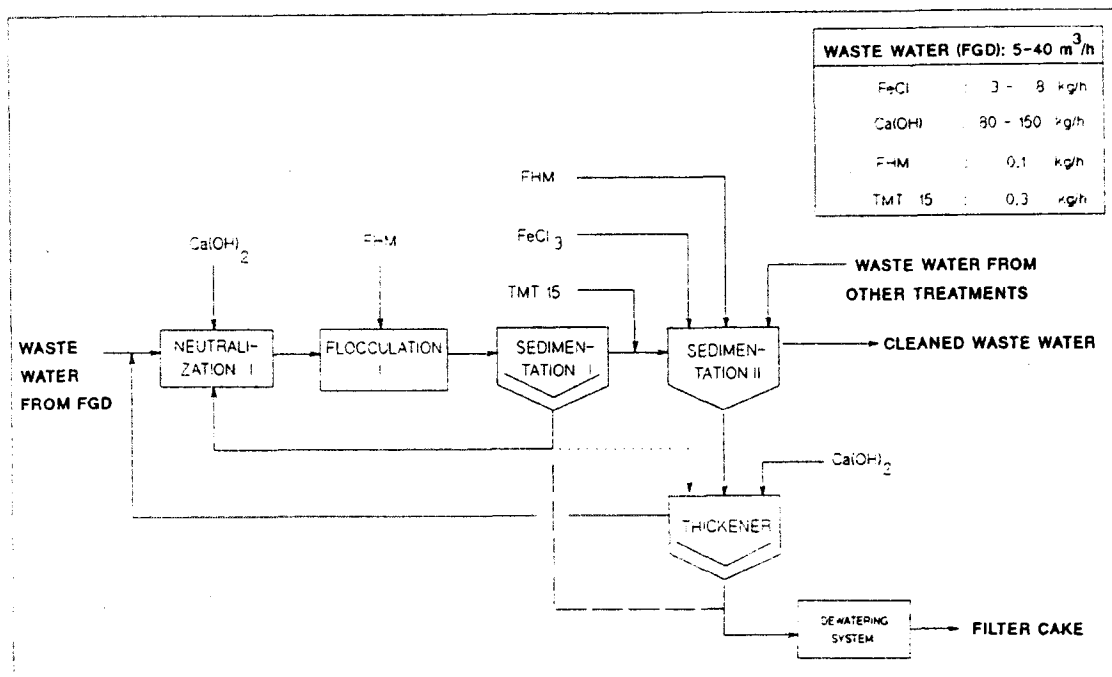 WASTE WATER (FGD): 5-40 m³/h
FeCl : 3 - 8 kg/h
Ca(OH) : 80 - 150 kg/h
FHM : 0.1 kg/h
TMT 15 : 0.3 kg/h
FHM
FeCl₃
TMT 15
Ca(OH)₂
FHM
WASTE WATER FROM
OTHER TREATMENTS
WASTE
WATER
FROM FGD
NEUTRALI-
ZATION I
FLOCCULATION
I
SEDIMEN-
TATION I
SEDIMEN-
TATION II
CLEANED WASTE WATER
Ca(OH)₂
THICKENER
DEWATERING
SYSTEM
FILTER CAKE